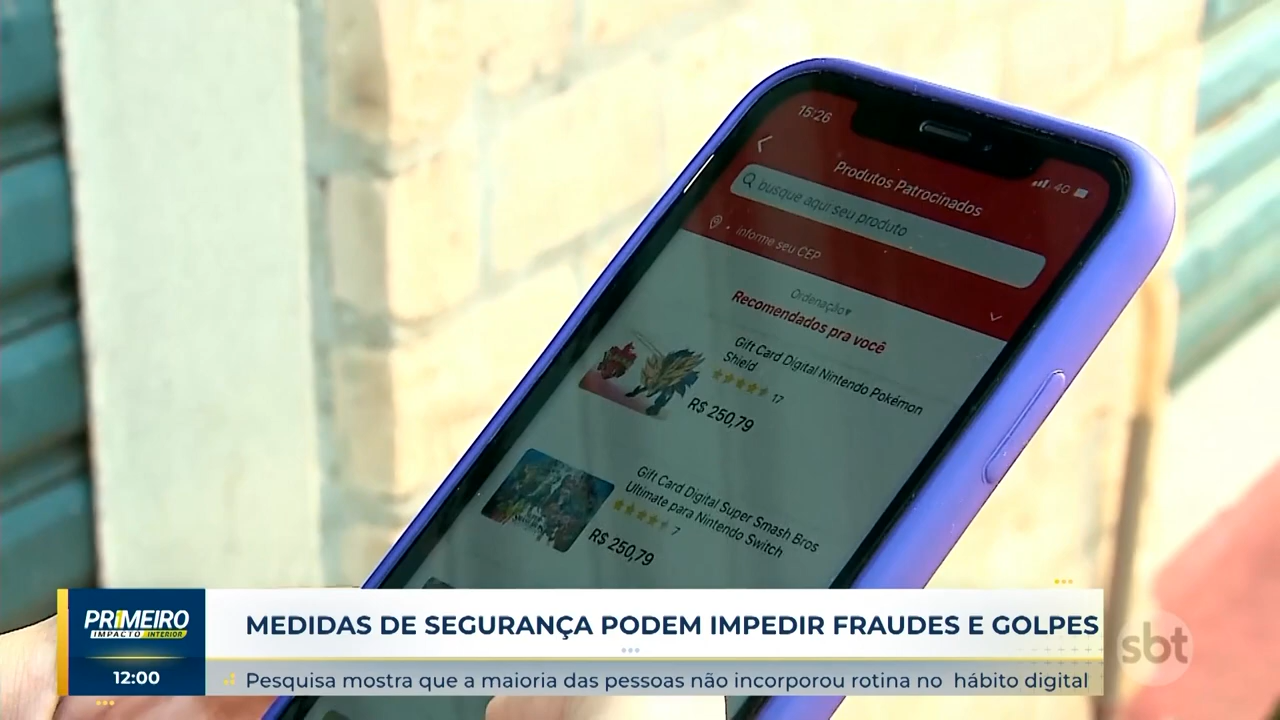 15:26
4G
Produtos Patrocinados
busque aqui seu produto
informe seu CEP
Ordenação
Recomendados pra você
Gift Card Digital Nintendo Pokémon
Shield
17
R$ 250,79
Gift Card Digital Super Smash Bros
Ultimate para Nintendo Switch
7
R$ 250,79
PRIMEIRO
IMPACTO INTERIOR
12:00
MEDIDAS DE SEGURANÇA PODEM IMPEDIR FRAUDES E GOLPES
Pesquisa mostra que a maioria das pessoas não incorporou rotina no hábito digital
sbt